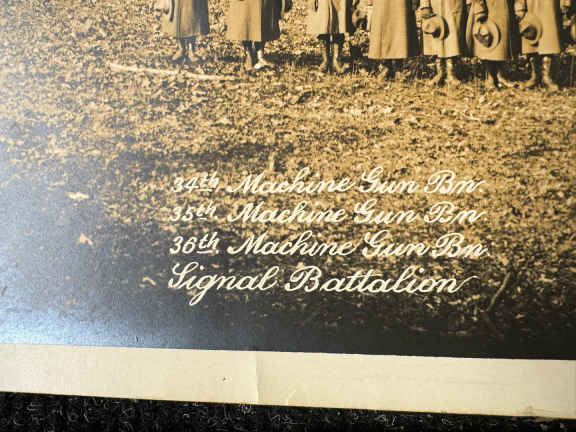 34th Machine Gun Bn.
35th Machine Gun Bn
36th Machine Gun Bn.
Signal Battalion